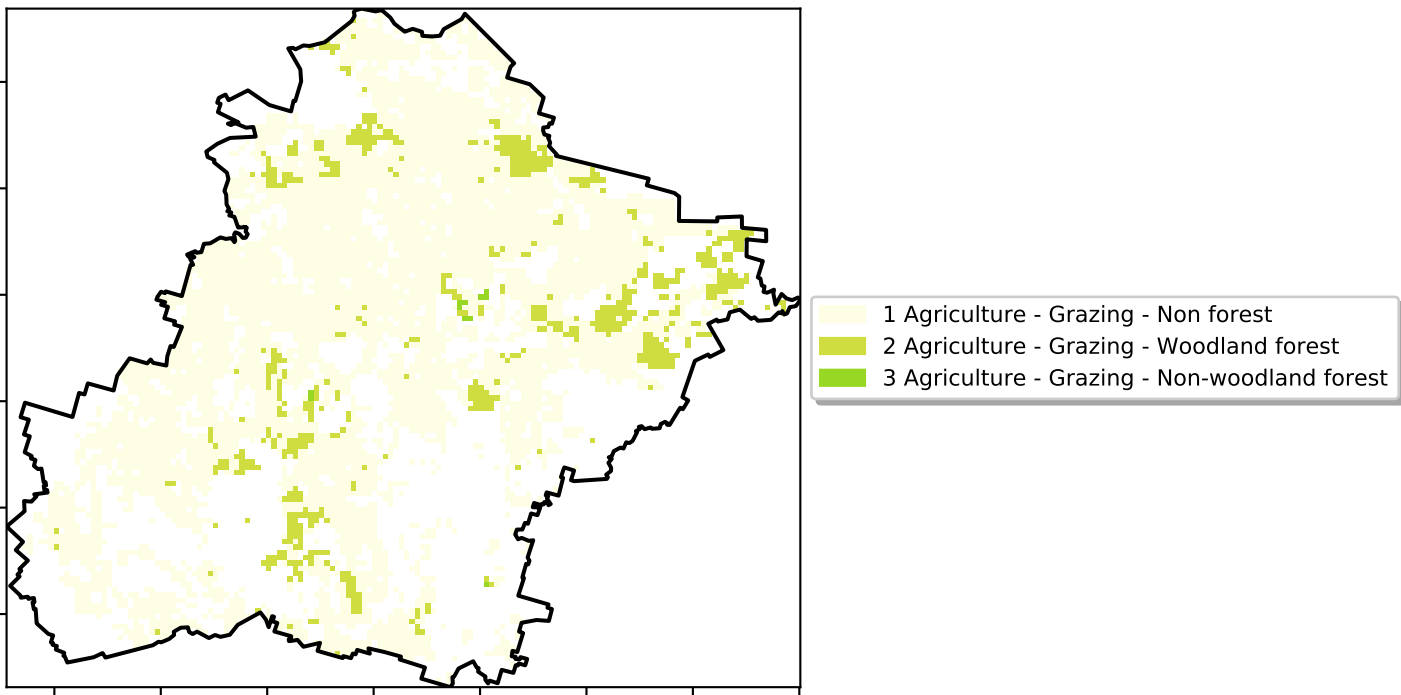 1 Agriculture - Grazing - Non forest
2 Agriculture - Grazing - Woodland forest
3 Agriculture - Grazing - Non-woodland forest